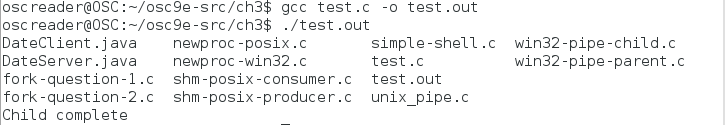 oscreader@OSC:~/osc9e-src/ch3$ gcc test.c -o test.out
oscreader@OSC:~/osc9e-src/ch3$ ./test.out
DateClient.java newproc-posix.c simple-shell.c win32-pipe-child.c
DateServer.java newproc-win32.c test.c win32-pipe-parent.c
fork-question-1.c shm-posix-consumer.c test.out
fork-question-2.c shm-posix-producer.c unix_pipe.c
Child complete